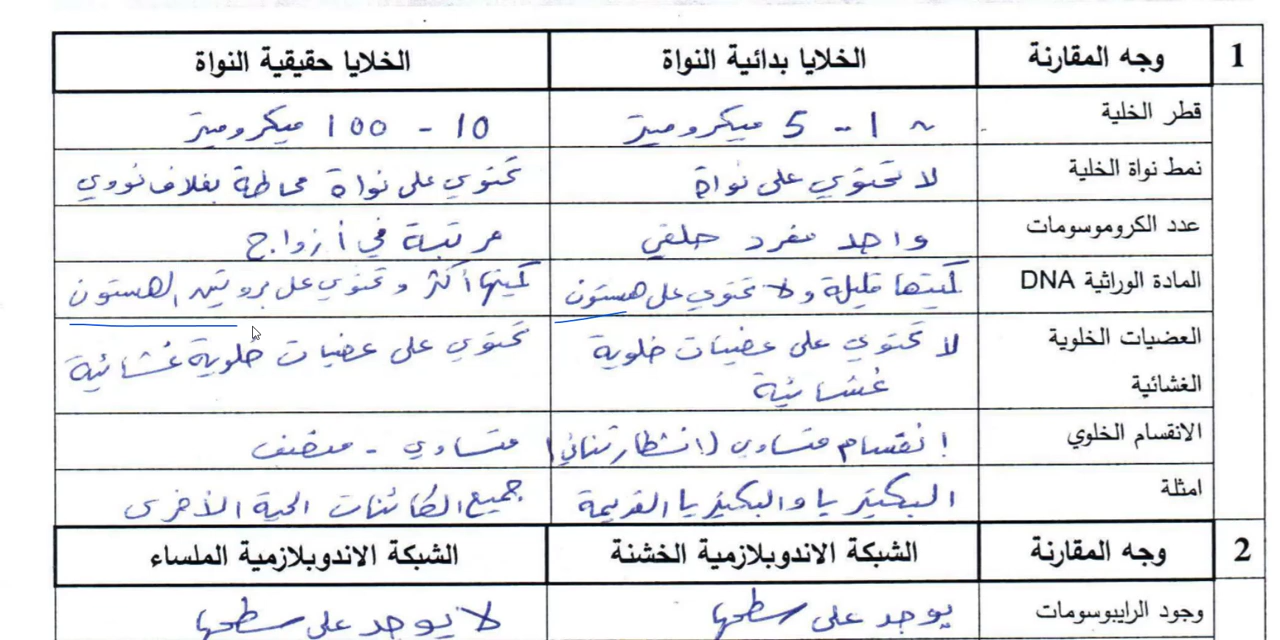 1 وجه المقارنة الخلايا بدائية النواة الخلايا حقيقية النواة
قطر الخلية ~ 1 - 5 ميكروميتر 10 - 100 ميكروميتر
نمط نواة الخلية لا تحتوي على نواة تحتوي على نواة محاطة بغلاف نووي
عدد الكروموسومات واحد مفرد حلقي مرتبة في أزواج
المادة الوراثية DNA كميتها قليلة ولا تحتوي على هستون كميتها أكثر وتحتوي على بروتين الهستون
العضيات الخلوية لا تحتوي على عضيات خلوية تحتوي على عضيات خلوية غشائية
الغشائية غشائية
الانقسام الخلوي انقسام متساوي (انشطار ثنائي) متساوي - منصف
امثلة البكتيريا والبكتيريا القديمة جميع الكائنات الحية الأخرى
2 وجه المقارنة الشبكة الاندوبلازمية الخشنة الشبكة الاندوبلازمية الملساء
وجود الرايبوسومات يوجد على سطحها لا يوجد على سطحها